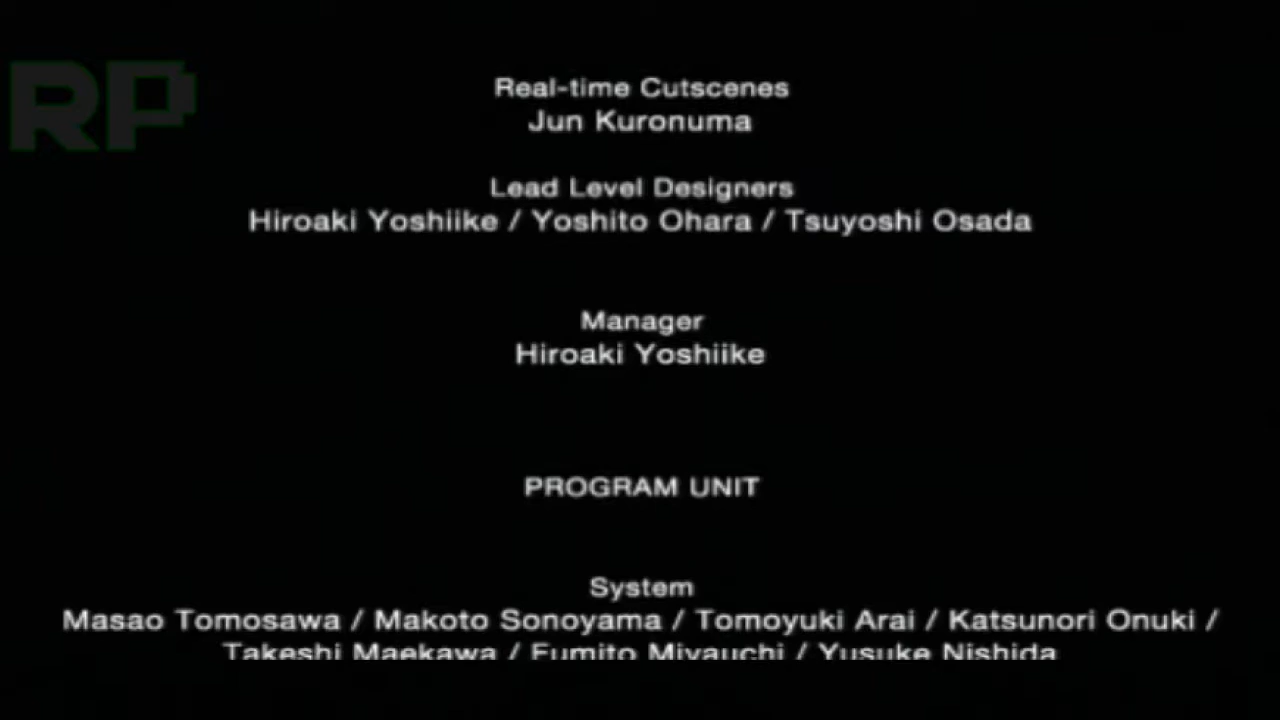 RP
Real-time Cutscenes
Jun Kuronuma
Lead Level Designers
Hiroaki Yoshiike / Yoshito Ohara / Tsuyoshi Osada
Manager
Hiroaki Yoshiike
PROGRAM UNIT
System
Masao Tomosawa / Makoto Sonoyama / Tomoyuki Arai / Katsunori Onuki /
Takeshi Maekawa / Fumito Miyauchi / Yusuke Nishida